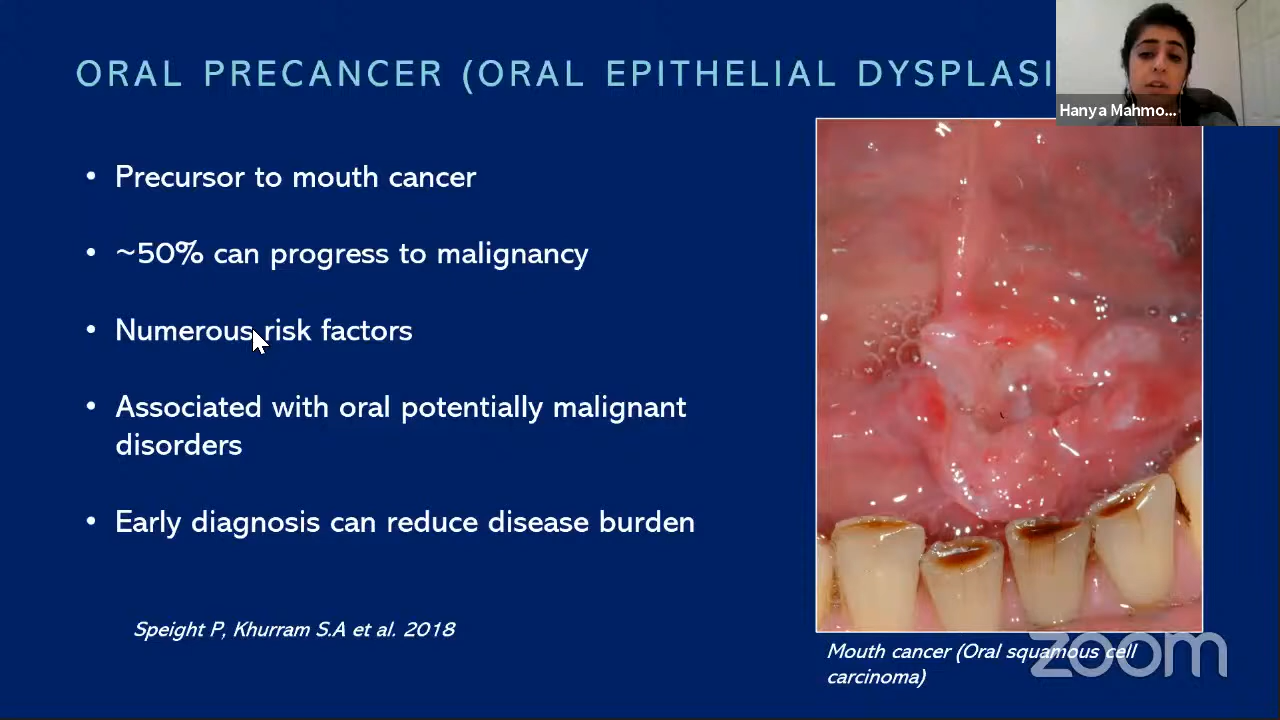 ORAL PRECANCER (ORAL EPITHELIAL DYSPLASI
Hanya Mahmo...
• Precursor to mouth cancer
• ~50% can progress to malignancy
• Numerous risk factors
• Associated with oral potentially malignant
disorders
• Early diagnosis can reduce disease burden
Speight P, Khurram S.A et al. 2018
Mouth cancer (Oral squamous cell
carcinoma)
zoom